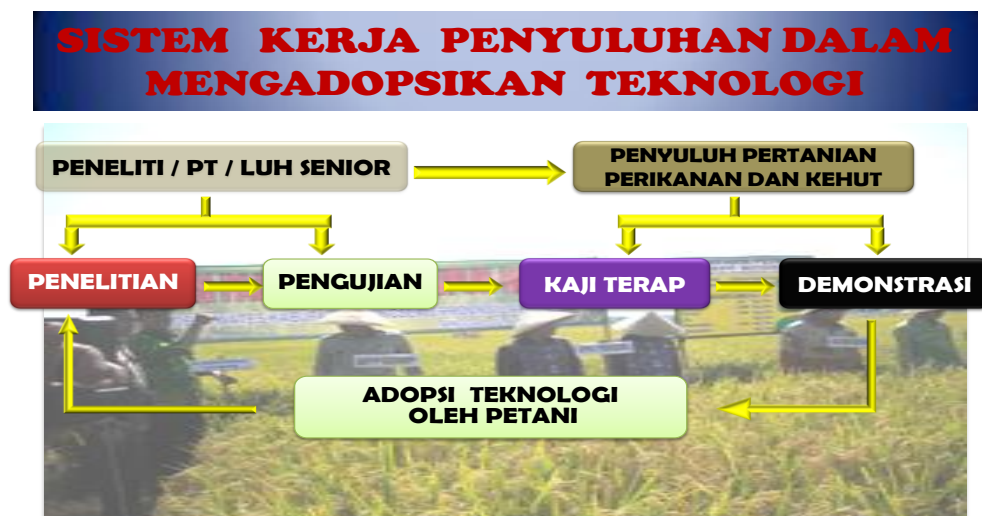 SISTEM KERJA PENYULUHAN DALAM
MENGADOPSIKAN TEKNOLOGI
PENELITI / PT / LUH SENIOR
PENYULUH PERTANIAN
PERIKANAN DAN KEHUT
PENELITIAN
PENGUJIAN
KAJI TERAP
DEMONSTRASI
ADOPSI TEKNOLOGI
OLEH PETANI